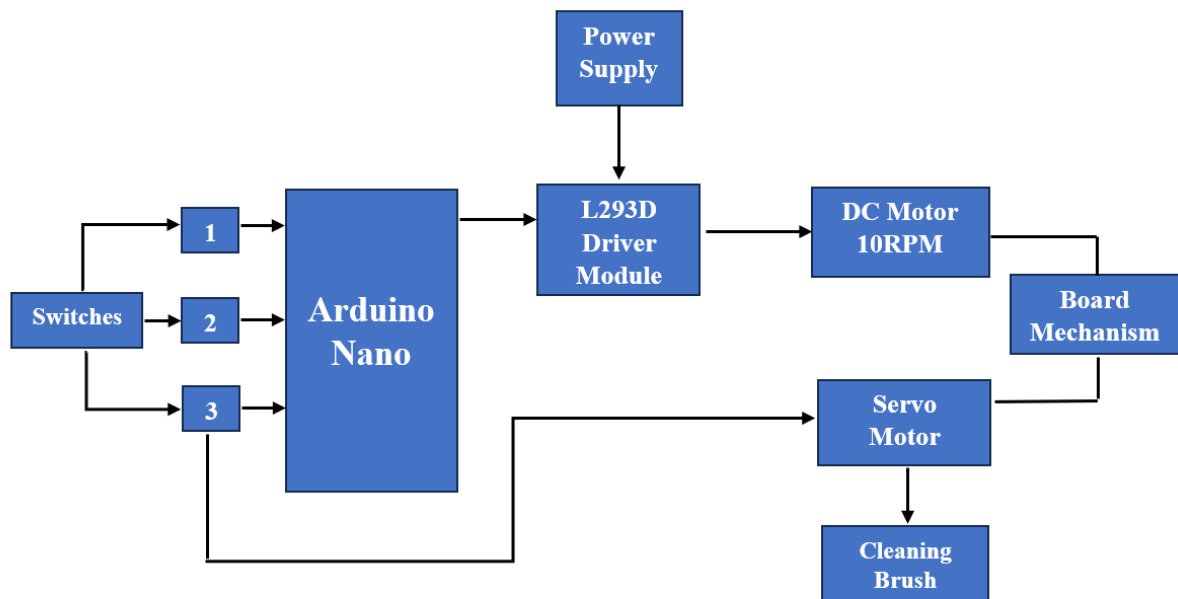 Power
Supply
L293D
Driver
Module
DC Motor
10RPM
1
Switches
2
3
Arduino
Nano
Board
Mechanism
Servo
Motor
Cleaning
Brush